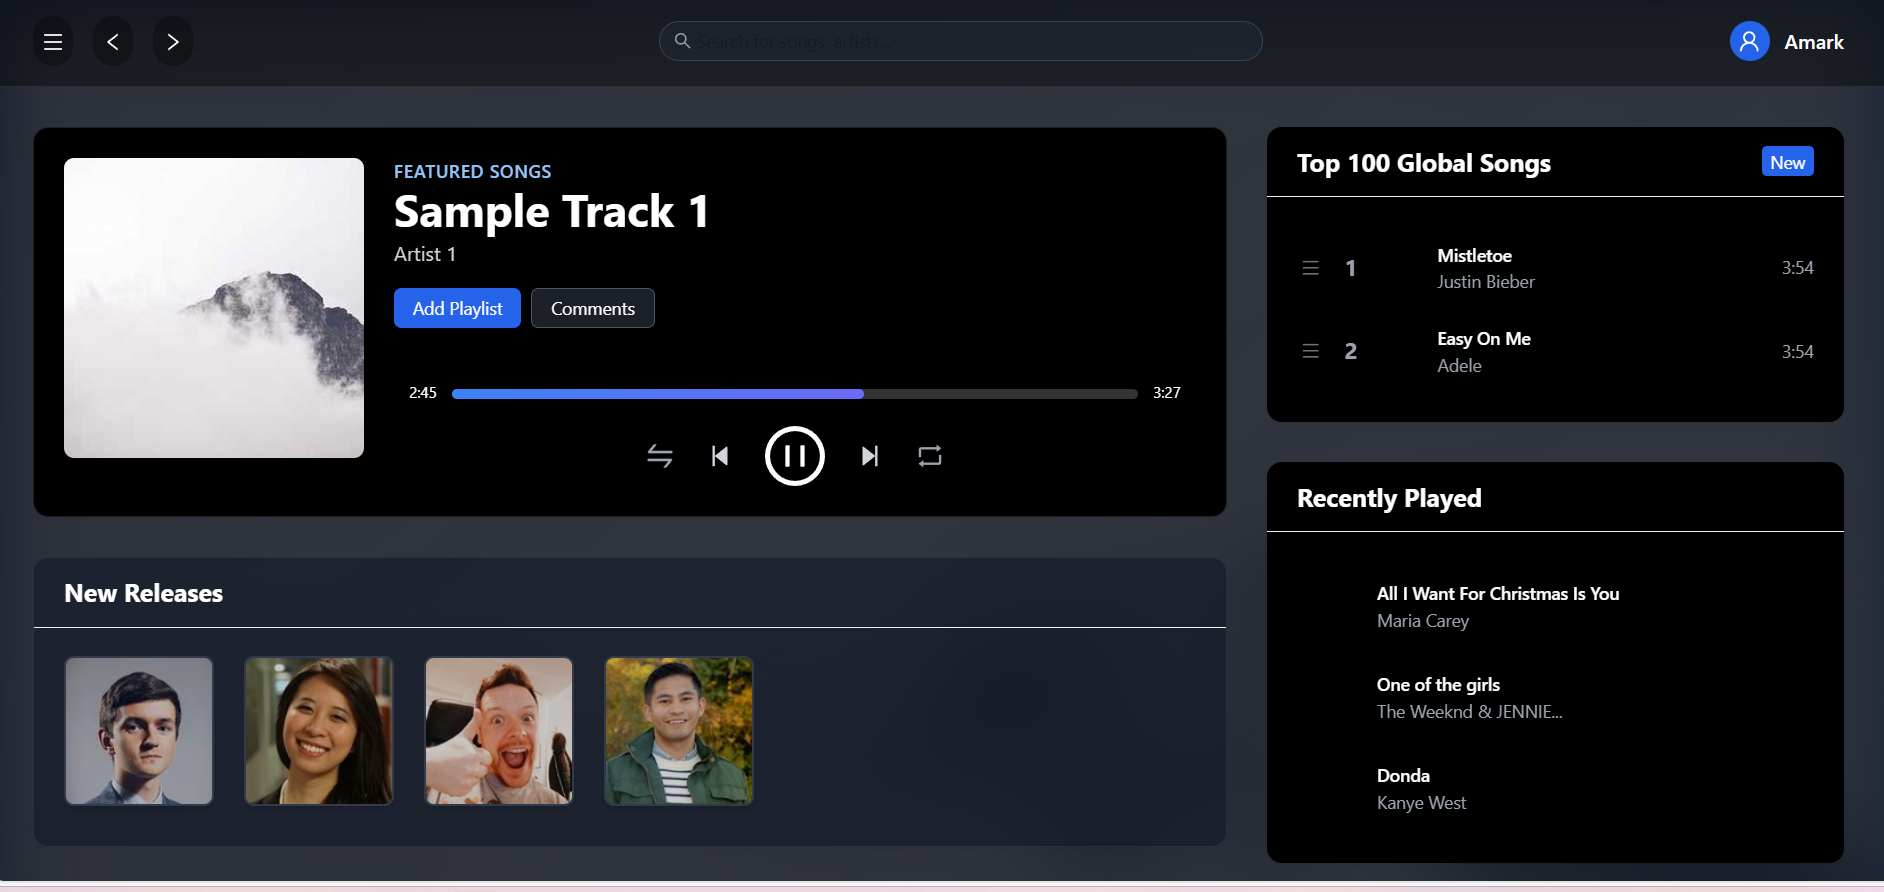 Search for songs, artists...
Amark
FEATURED SONGS
Sample Track 1
Artist 1
Add Playlist
Comments
2:45
3:27
New Releases
Top 100 Global Songs
New
1
Mistletoe
Justin Bieber
3:54
2
Easy On Me
Adele
3:54
Recently Played
All I Want For Christmas Is You
Maria Carey
One of the girls
The Weeknd & JENNIE...
Donda
Kanye West